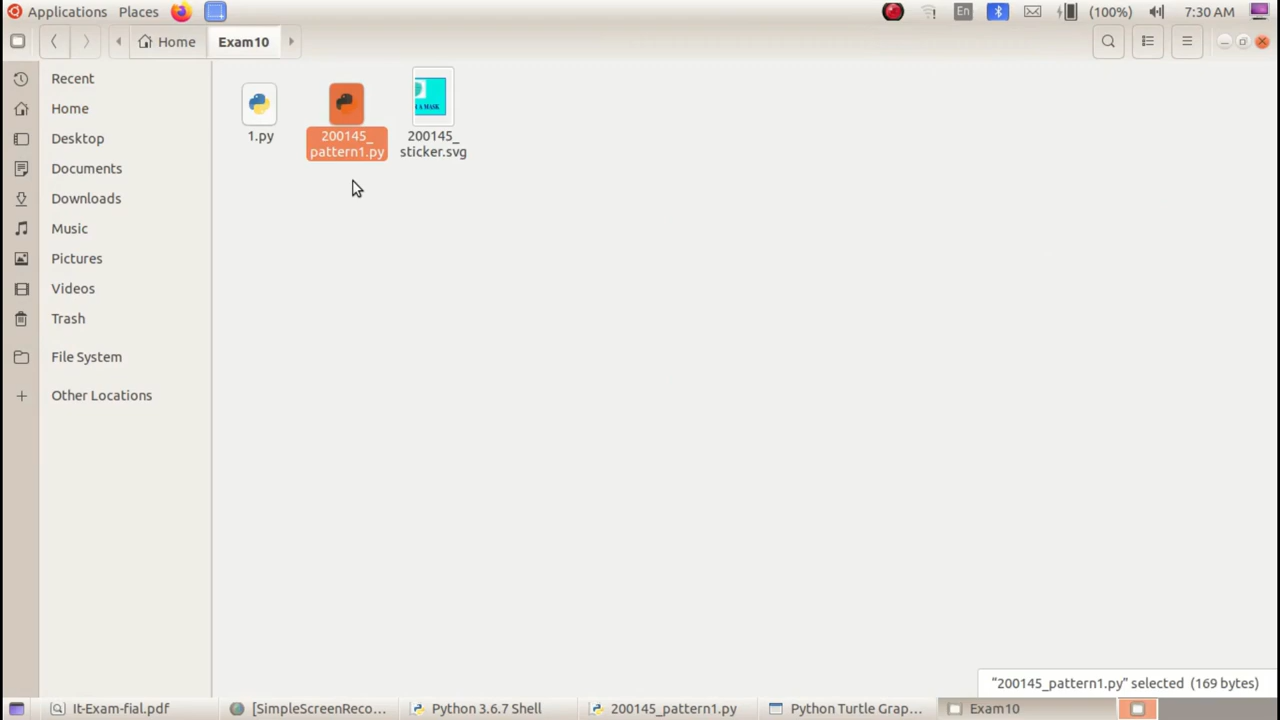 Applications Places En (100%) 7:30 AM
Home Exam10
Recent
Home
Desktop
Documents
Downloads
Music
Pictures
Videos
Trash
File System
Other Locations
1.py
200145_
pattern1.py
200145_
sticker.svg
LA MASK
"200145_pattern1.py" selected (169 bytes)
It-Exam-fial.pdf [SimpleScreenReco... Python 3.6.7 Shell 200145_pattern1.py Python Turtle Grap... Exam10